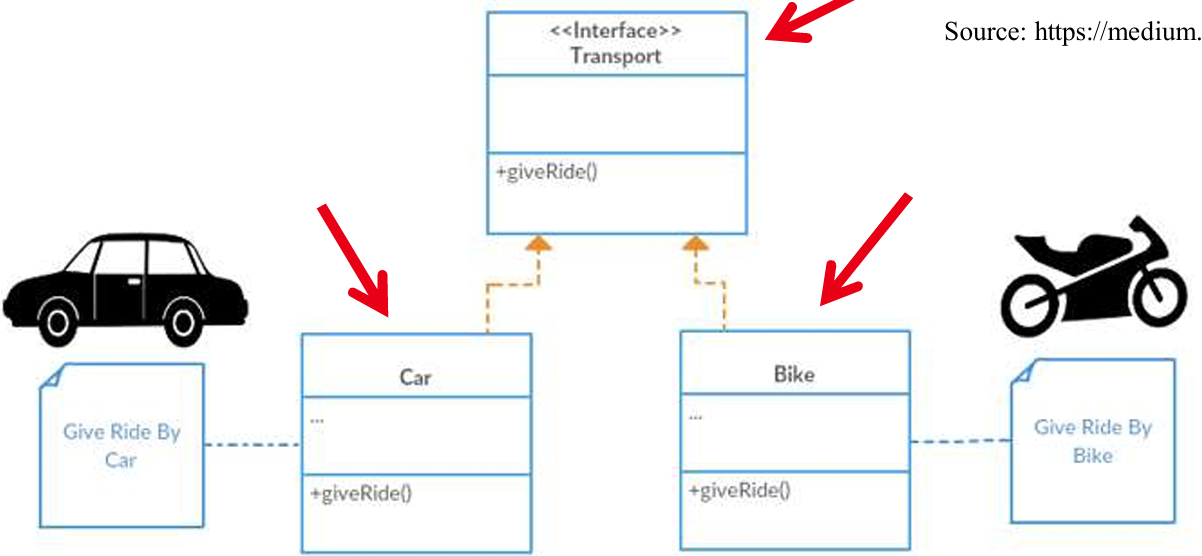 <<Interface>>
Transport
Source: https://medium.
+giveRide()
Car
...
+giveRide()
Bike
...
+giveRide()
Give Ride By
Car
Give Ride By
Bike